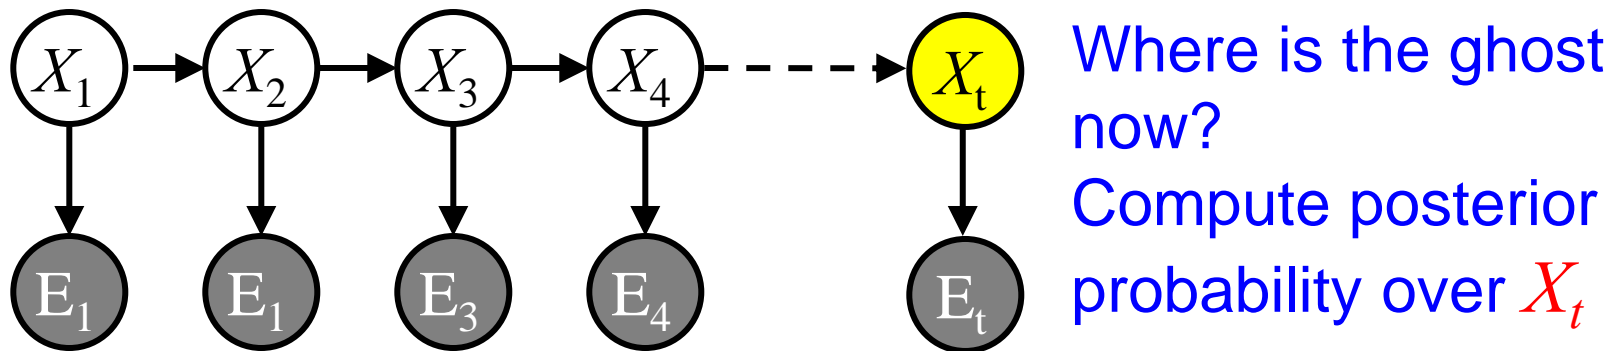 X₁ X₂ X₃ X₄ Xₜ
E₁ E₁ E₃ E₄ Eₜ
Where is the ghost
now?
Compute posterior
probability over Xₜ